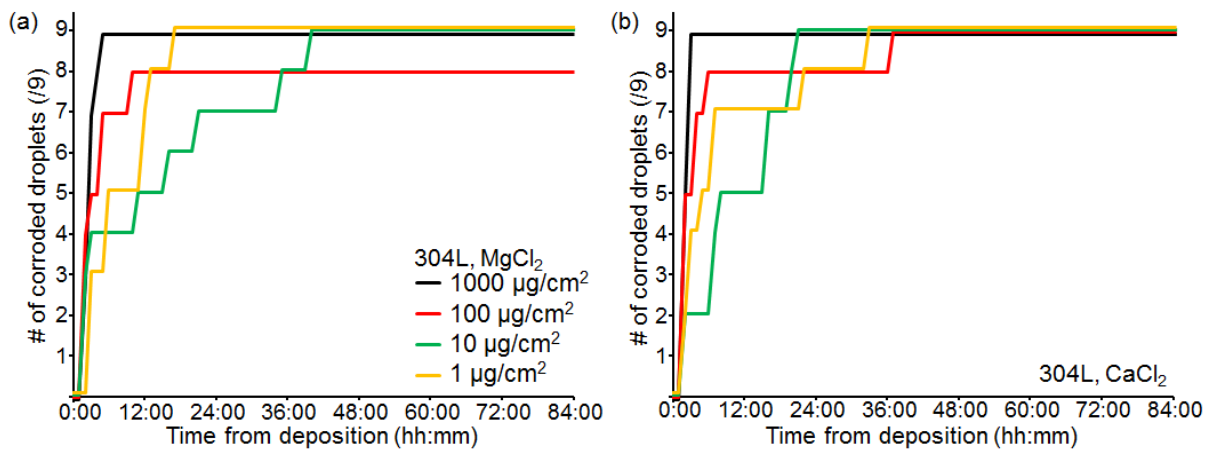 (a)
# of corroded droplets (/9)
9
8
7
6
5
4
3
2
1
0:00 12:00 24:00 36:00 48:00 60:00 72:00 84:00
Time from deposition (hh:mm)
304L, MgCl₂
1000 µg/cm²
100 µg/cm²
10 µg/cm²
1 µg/cm²
(b)
# of corroded droplets (/9)
9
8
7
6
5
4
3
2
1
0:00 12:00 24:00 36:00 48:00 60:00 72:00 84:00
Time from deposition (hh:mm)
304L, CaCl₂